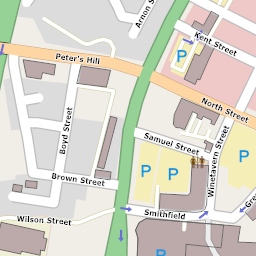 Arnon St
Kent Street
P
Peter's Hill
North Street
Boyd Street
Samuel Street
Winetavern Street
P
P
P
Brown Street
Gre
Smithfield
Wilson Street
P
P